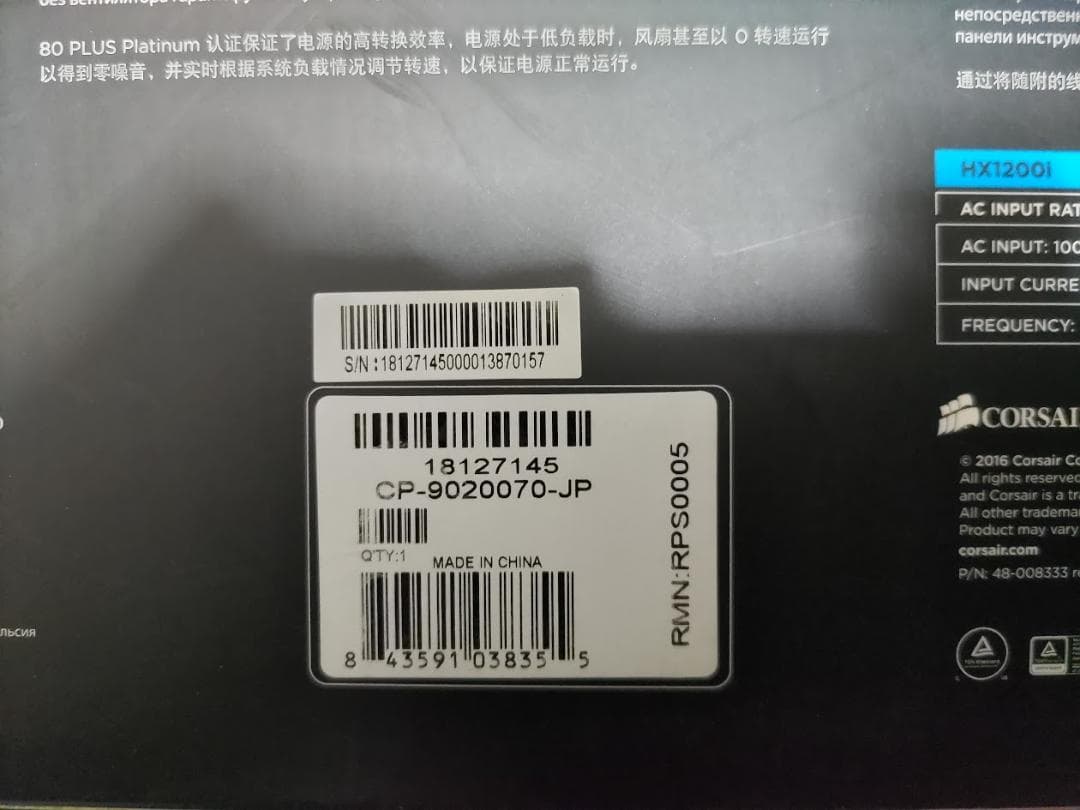 80 PLUS Platinum 认证保证了电源的高转换效率，电源处于低负载时，风扇甚至以 0 转速运行
以得到零噪音，并实时根据系统负载情况调节转速，以保证电源正常运行。
непосредствен
панели инструм
通过将随附的线
HX1200i
AC INPUT RAT
AC INPUT: 100
INPUT CURRE
FREQUENCY:
S/N:18127145000013870157
18127145
CP-9020070-JP
Q'TY:1
MADE IN CHINA
8 43591 03835 5
RMN:RPS0005
CORSAI
© 2016 Corsair Co
All rights reserved
and Corsair is a tr
All other tradema
Product may vary
corsair.com
P/N: 48-008333 r
льсия